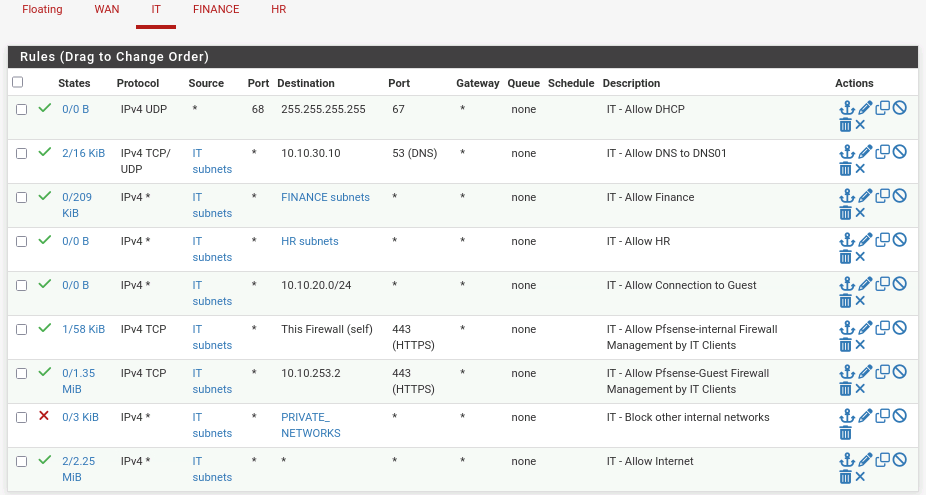 Floating WAN IT FINANCE HR
Rules (Drag to Change Order)
States Protocol Source Port Destination Port Gateway Queue Schedule Description Actions
0/0 B IPv4 UDP * 68 255.255.255.255 67 * none IT - Allow DHCP
2/16 KiB IPv4 TCP/ IT * 10.10.30.10 53 (DNS) * none IT - Allow DNS to DNS01
UDP subnets
0/209 IPv4 * IT * FINANCE subnets * * none IT - Allow Finance
KiB subnets
0/0 B IPv4 * IT * HR subnets * * none IT - Allow HR
subnets
0/0 B IPv4 * IT * 10.10.20.0/24 * * none IT - Allow Connection to Guest
subnets
1/58 KiB IPv4 TCP IT * This Firewall (self) 443 * none IT - Allow Pfsense-internal Firewall
subnets (HTTPS) Management by IT Clients
0/1.35 IPv4 TCP IT * 10.10.253.2 443 * none IT - Allow Pfsense-Guest Firewall
MiB subnets (HTTPS) Management by IT Clients
0/3 KiB IPv4 * IT * PRIVATE_ * * none IT - Block other internal networks
subnets NETWORKS
2/2.25 IPv4 * IT * * * * none IT - Allow Internet
MiB subnets